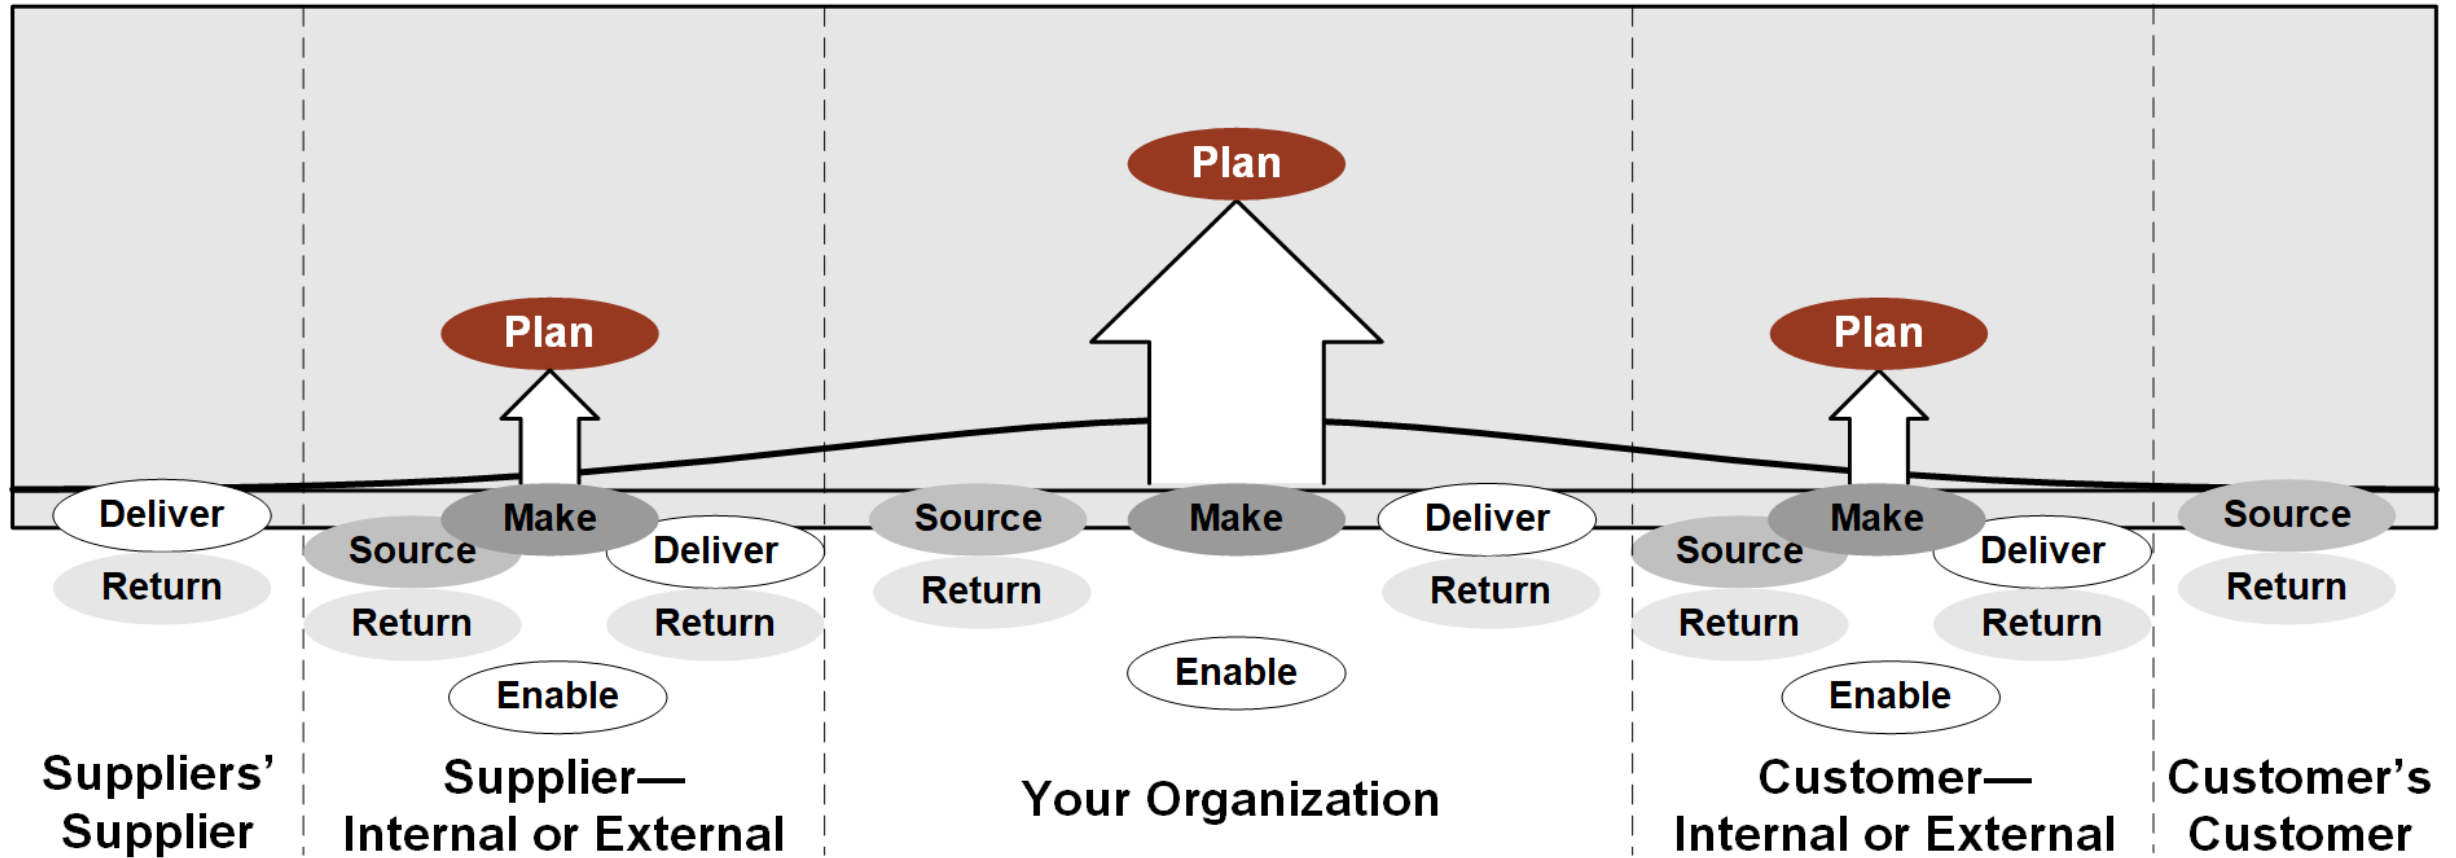 Plan
Plan
Plan
Deliver
Return
Source
Make
Deliver
Return
Return
Enable
Source
Make
Deliver
Return
Return
Enable
Source
Make
Deliver
Return
Return
Enable
Source
Return
Suppliers’
Supplier
Supplier—
Internal or External
Your Organization
Customer—
Internal or External
Customer’s
Customer